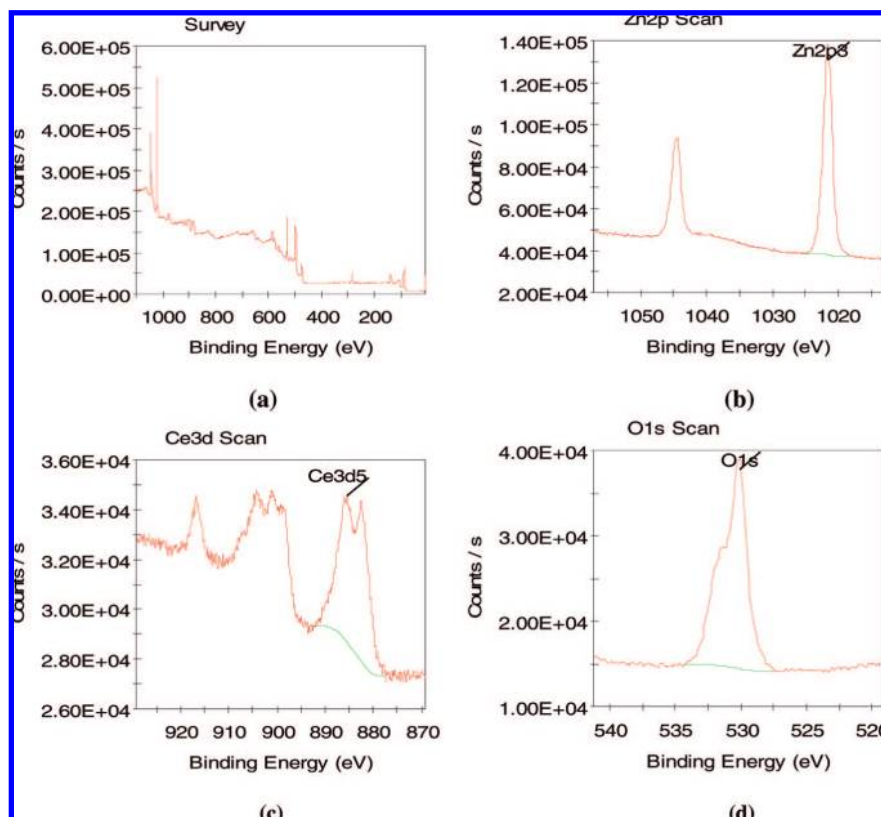 Survey
6.00E+05
5.00E+05
4.00E+05
3.00E+05
2.00E+05
1.00E+05
0.00E+00
Counts / s
1000 800 600 400 200
Binding Energy (eV)
(a)
Zn2p Scan
Zn2p3
1.40E+05
1.20E+05
1.00E+05
8.00E+04
6.00E+04
4.00E+04
2.00E+04
Counts / s
1050 1040 1030 1020
Binding Energy (eV)
(b)
Ce3d Scan
Ce3d5
3.60E+04
3.40E+04
3.20E+04
3.00E+04
2.80E+04
2.60E+04
Counts / s
920 910 900 890 880 870
Binding Energy (eV)
(c)
O1s Scan
O1s
4.00E+04
3.00E+04
2.00E+04
1.00E+04
Counts / s
540 535 530 525 520
Binding Energy (eV)
(d)